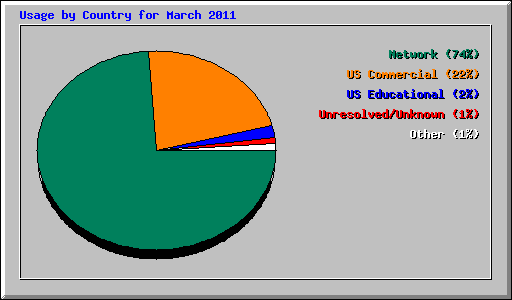 Usage by Country for March 2011
Network (74%)
US Commercial (22%)
US Educational (2%)
Unresolved/Unknown (1%)
Other (1%)